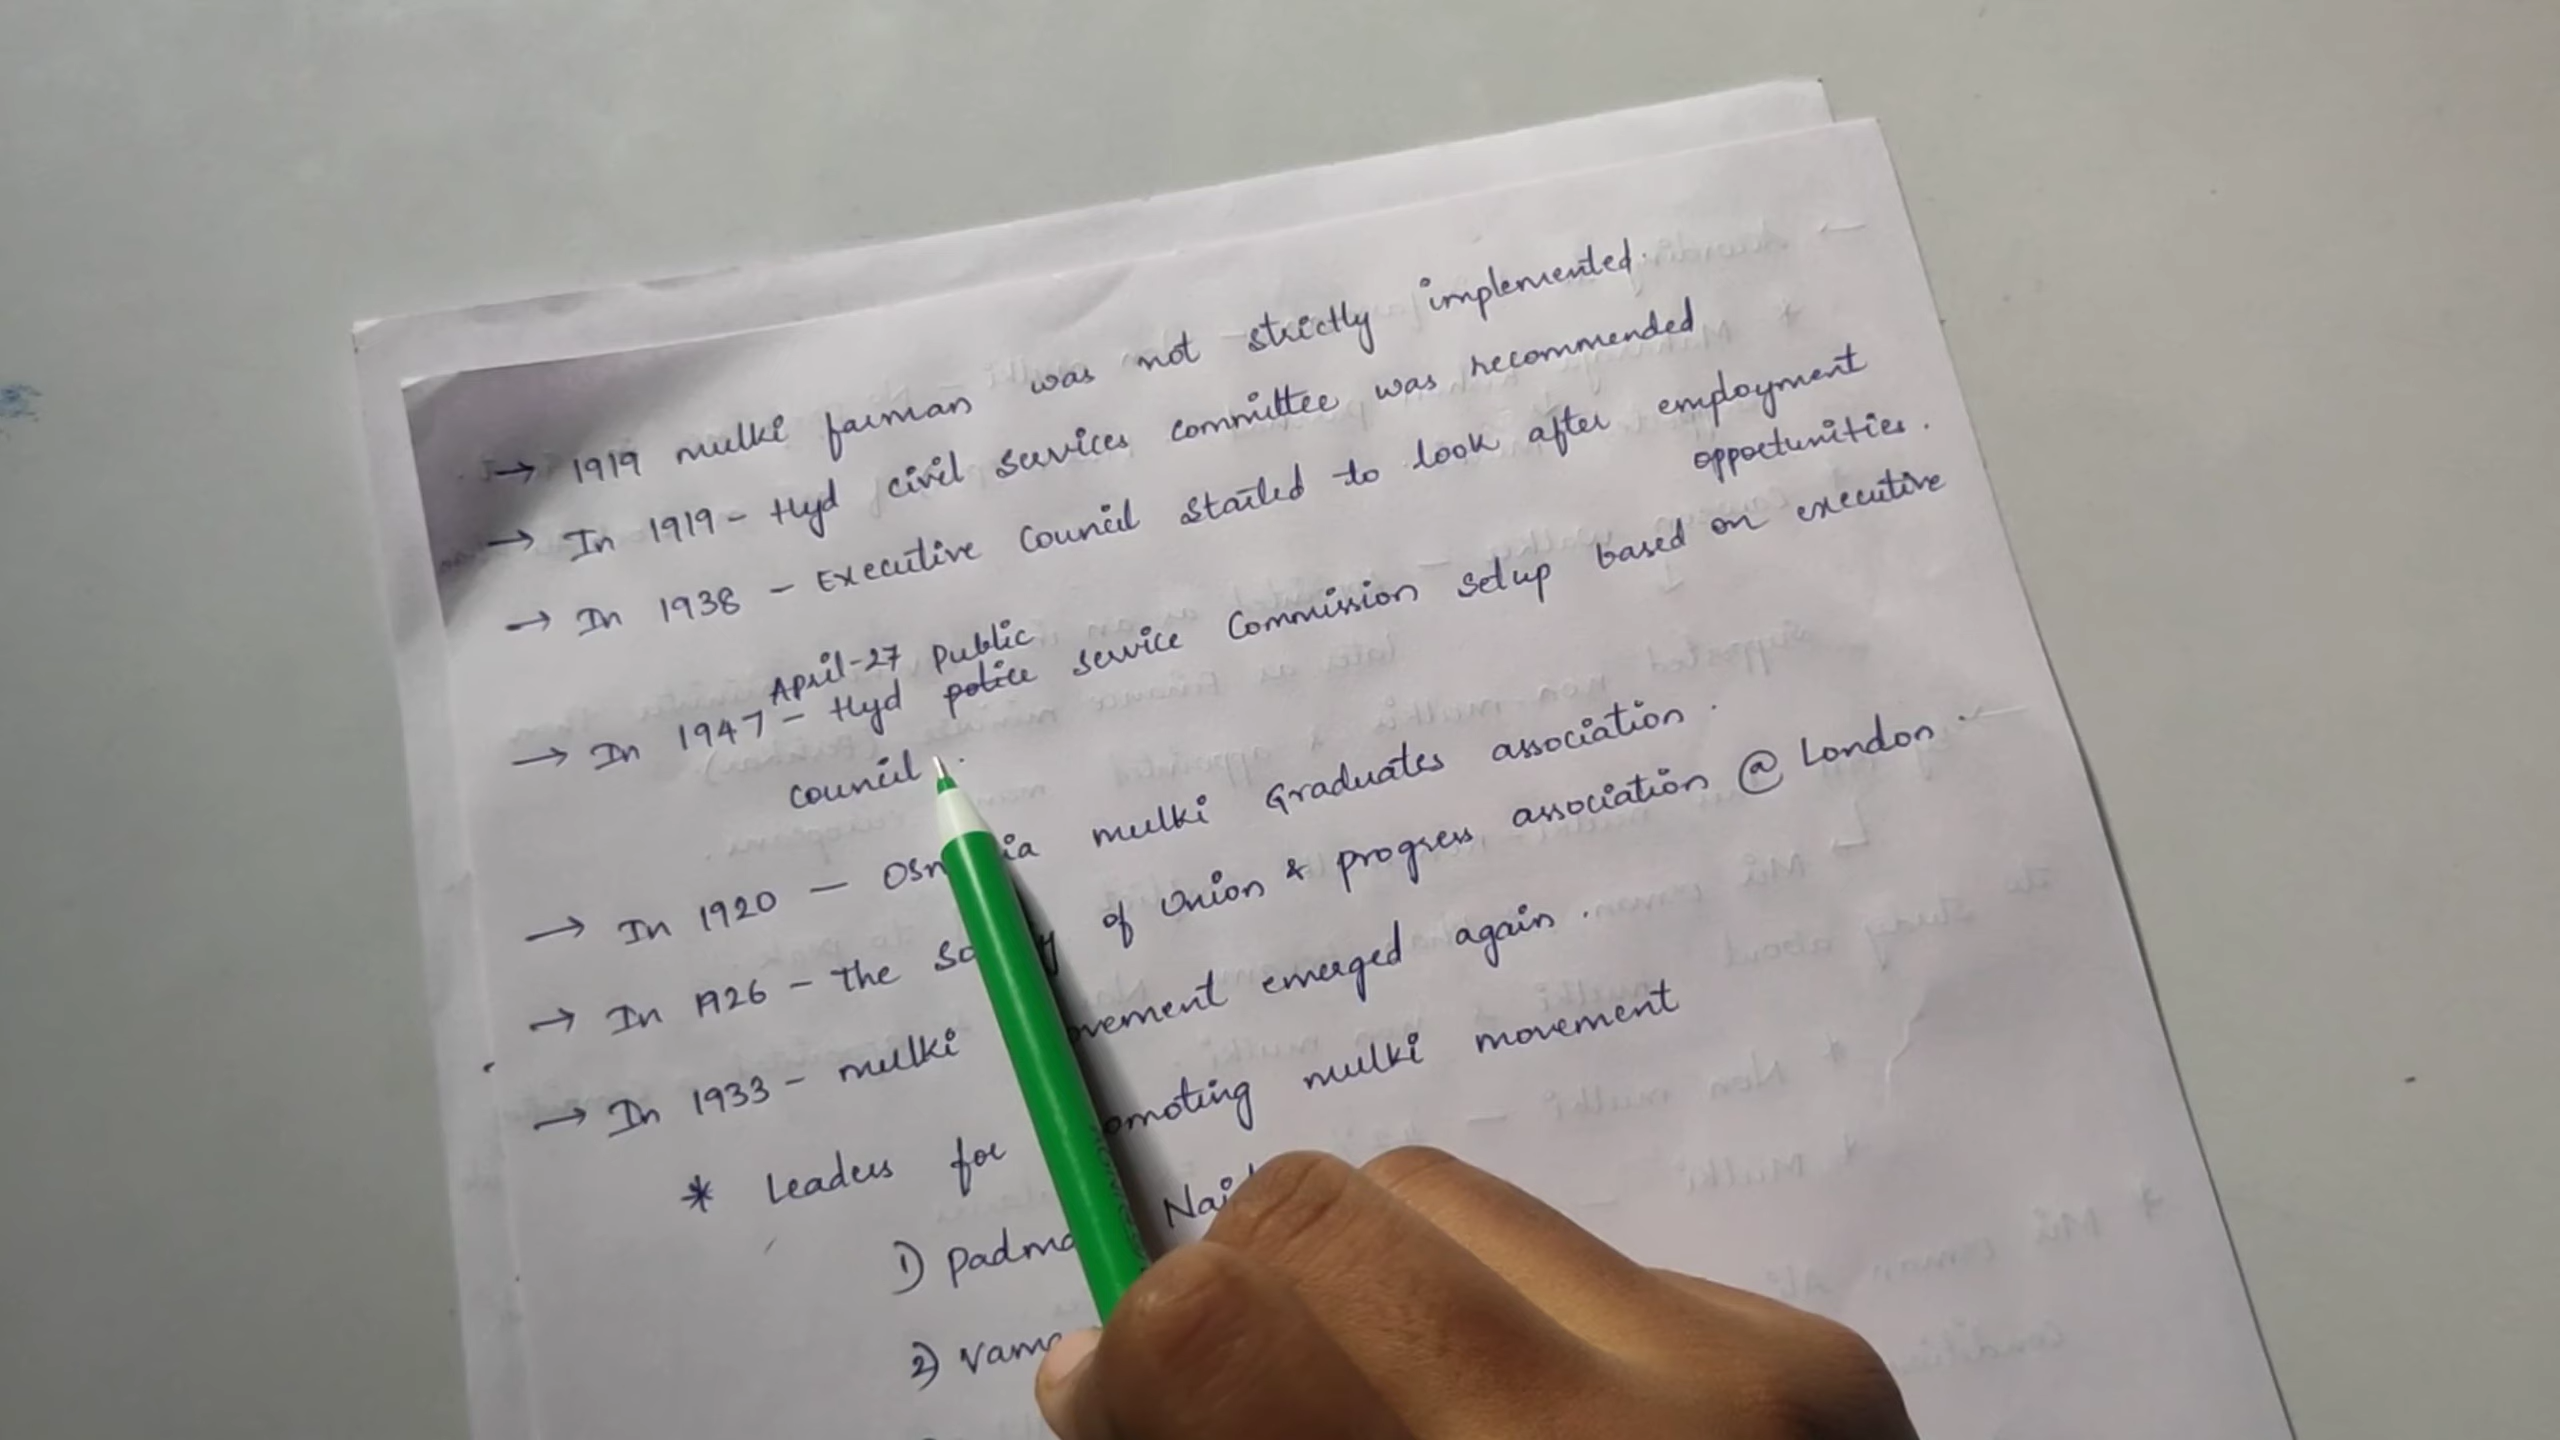 → 1919 mulki farman was not strictly implemented.
→ In 1919 - Hyd civil services committee was recommended
→ In 1938 - Executive Council started to look after employment
opportunities.
April-27 Public
→ In 1947 - Hyd police service Commission setup based on executive
council.
→ In 1920 - mulki Graduates association.
→ In 1926 - The of Union & progress association @ London.
→ In 1933 - mulki emerged again.
* Leaders for mulki movement
1)
2)